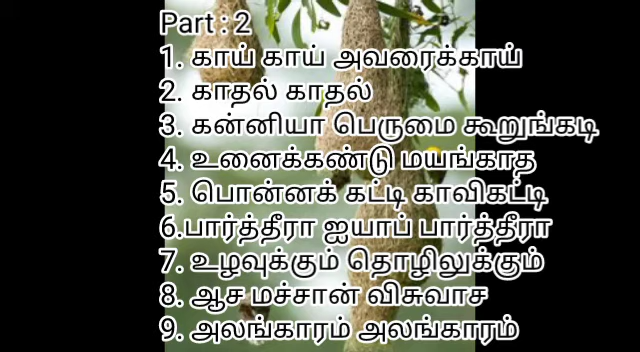 Part : 2
1. காய் காய் அவரைக்காய்
2. காதல் காதல்
3. கன்னியா பெருமை கூறுங்கடி
4. உனைக்கண்டு மயங்காத
5. பொன்னக் கட்டி காவிகட்டி
6.பார்த்தீரா ஐயாப் பார்த்தீரா
7. உழவுக்கும் தொழிலுக்கும்
8. ஆச மச்சான் விசுவாச
9. அலங்காரம் அலங்காரம்